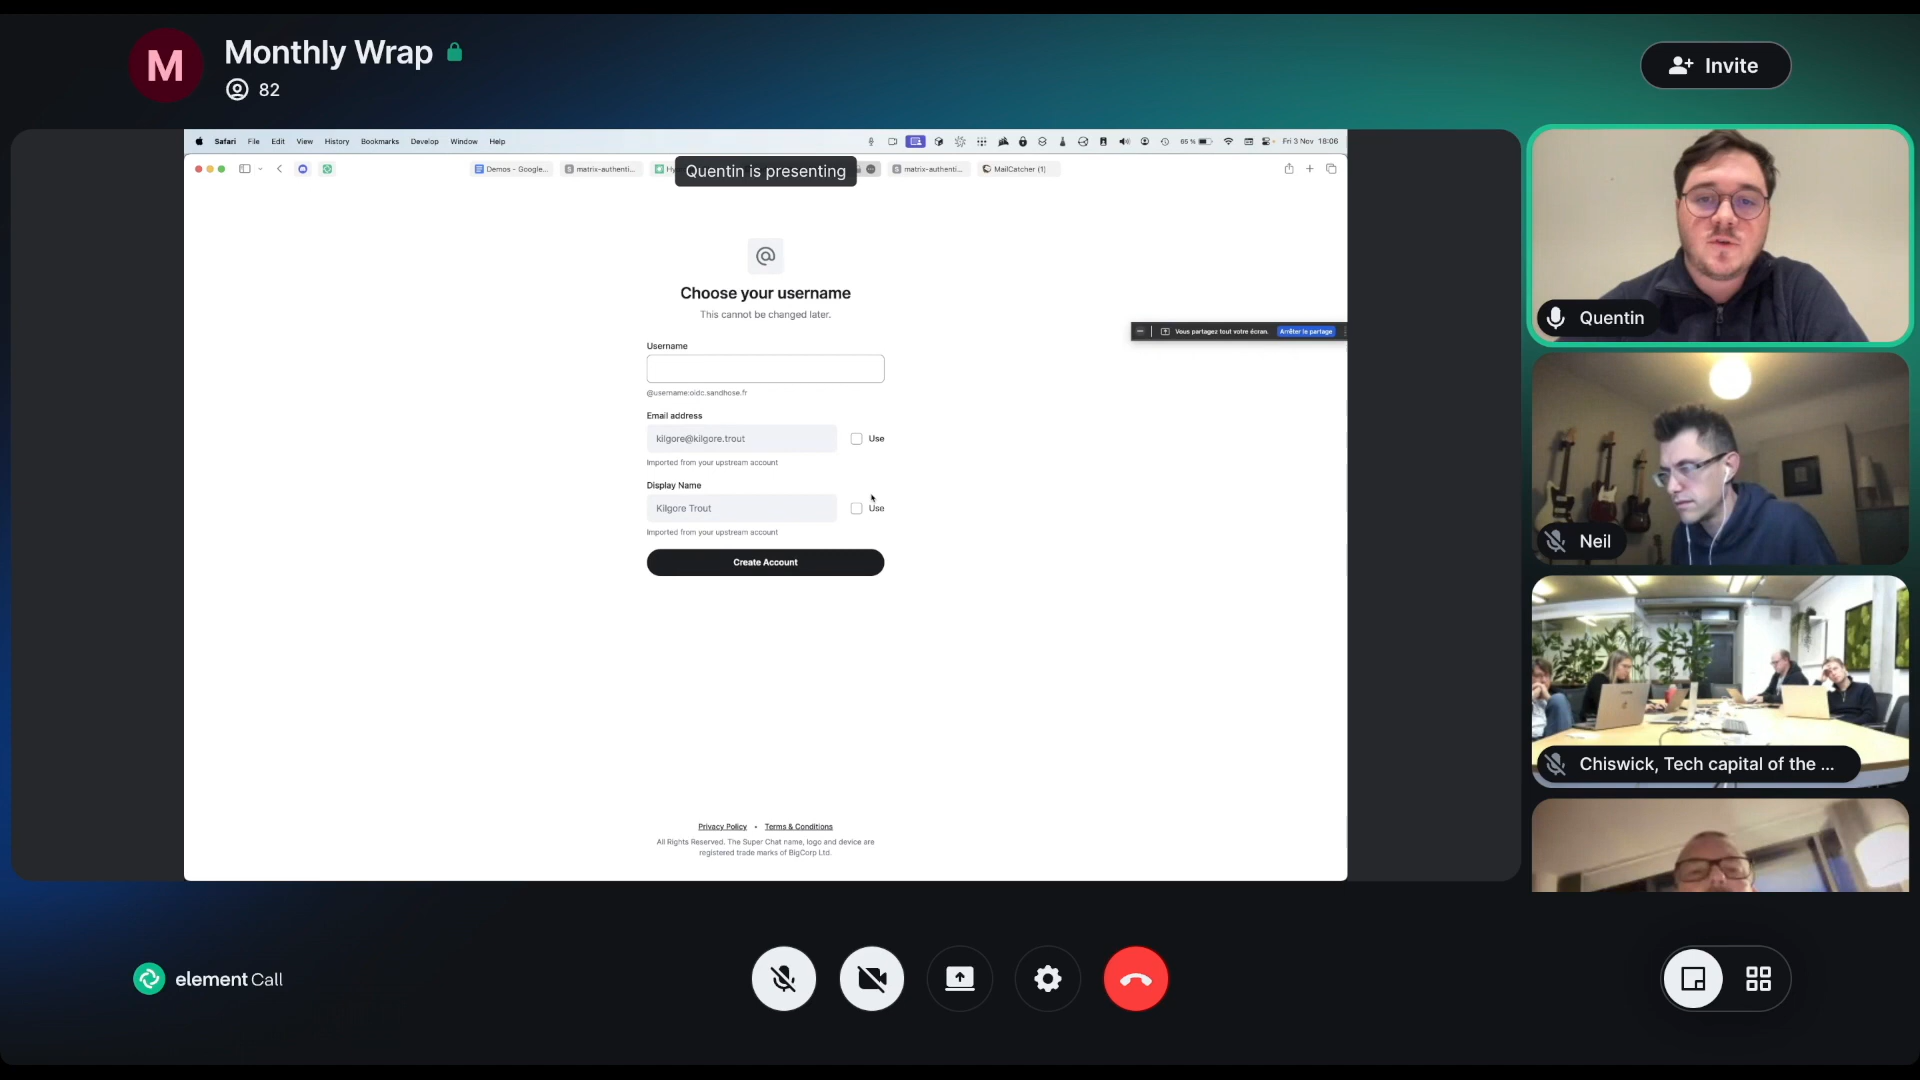 M
Monthly Wrap
82
Invite
Safari File Edit View History Bookmarks Develop Window Help
65 % Fri 3 Nov 18:06
Demos - Google... matrix-authenti... Hy matrix-authenti... MailCatcher (1)
Quentin is presenting
Choose your username
This cannot be changed later.
Vous partagez tout votre écran. Arrêter le partage
Username
@username:oidc.sandhose.fr
Email address
kilgore@kilgore.trout Use
Imported from your upstream account
Display Name
Kilgore Trout Use
Imported from your upstream account
Create Account
Privacy Policy • Terms & Conditions
All Rights Reserved. The Super Chat name, logo and device are
registered trade marks of BigCorp Ltd.
Quentin
Neil
Chiswick, Tech capital of the ...
element Call